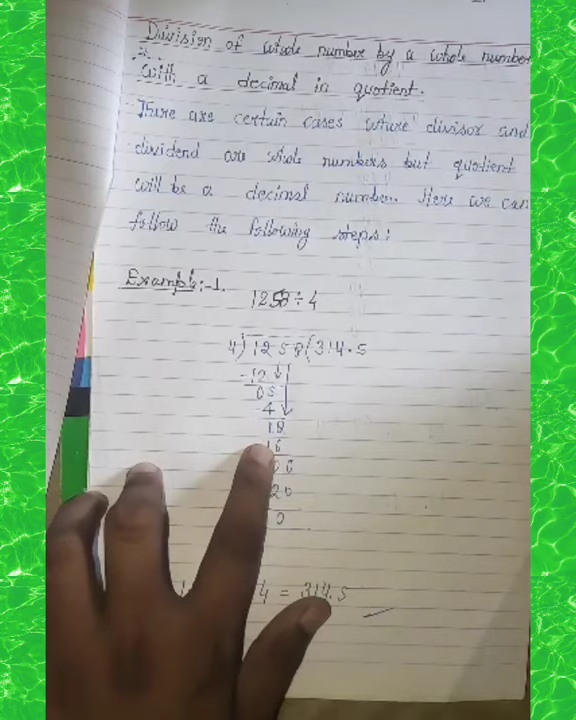 Division of whole number by a whole number
with a decimal in quotient.
There are certain cases where divisor and
dividend are whole numbers but quotient
will be a decimal number. Here we can
follow the following steps:
Example:-1.
1258÷4
4)1258(314.5
-12
05
-4
18
16
20
0
4 = 314.5